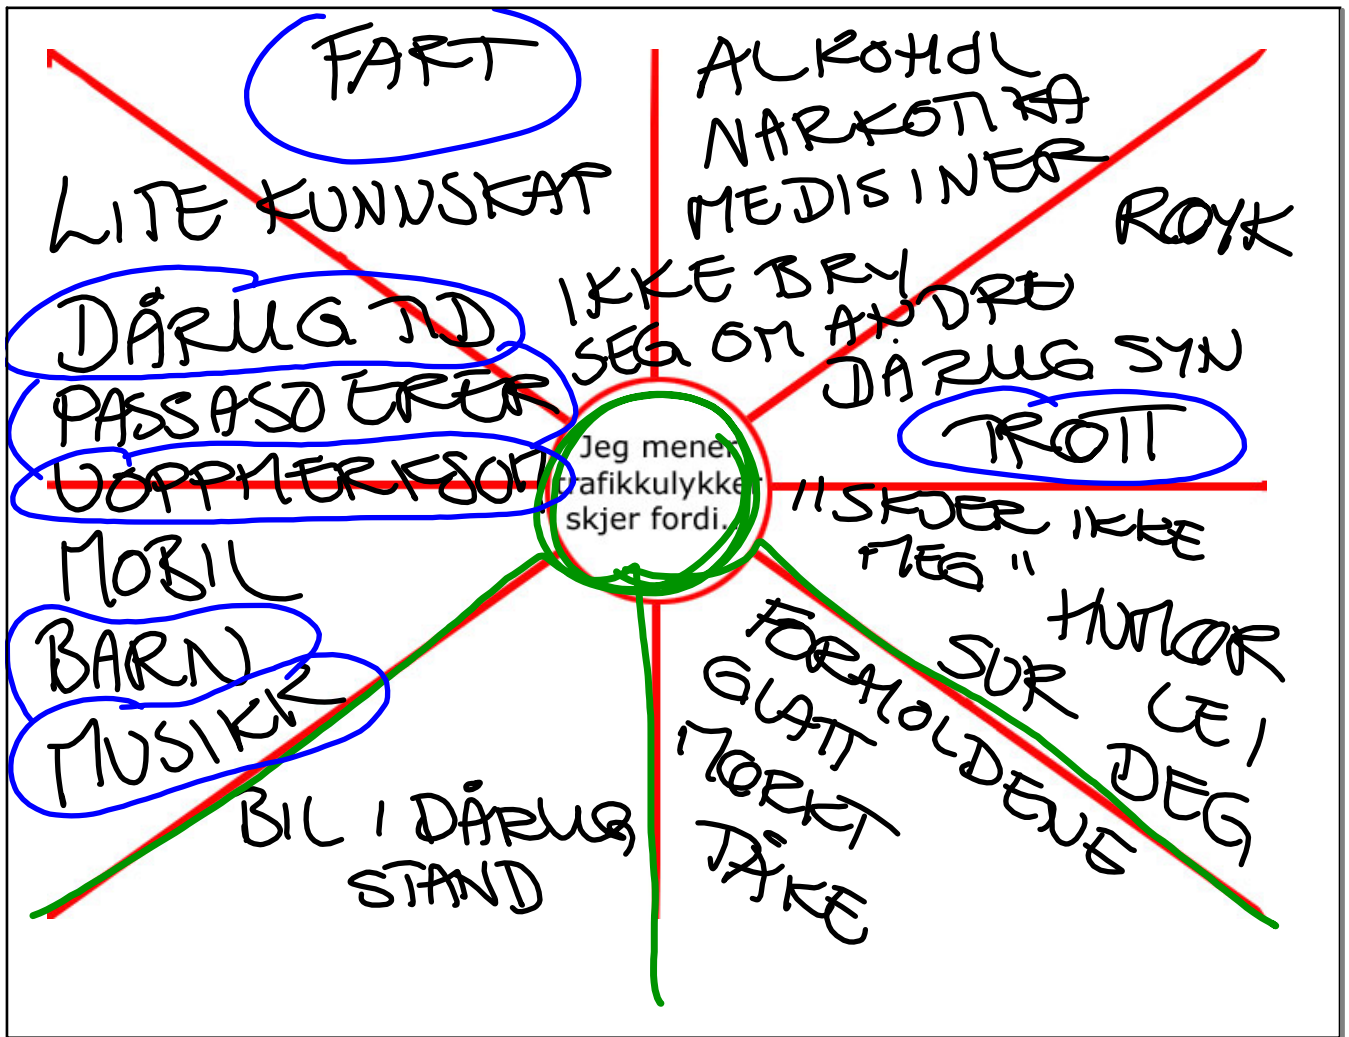 FART
ALKOHOL
NARKOTIKA
MEDISINER
LITE KUNNSKAP
RØYK
IKKE BRY
SEG OM ANDRE
DÅRLIG TID
DÅRLIG SYN
PASSASJERER
TRØTT
UOPPMERKSOM
Jeg mener
trafikkulykker
skjer fordi..
"SKJER IKKE
MEG"
MOBIL
BARN
MUSIKK
HUMØR
SUR
LEI
DEG
FORHOLDENE
GLATT
MØRKT
TÅKE
BIL I DÅRLIG
STAND